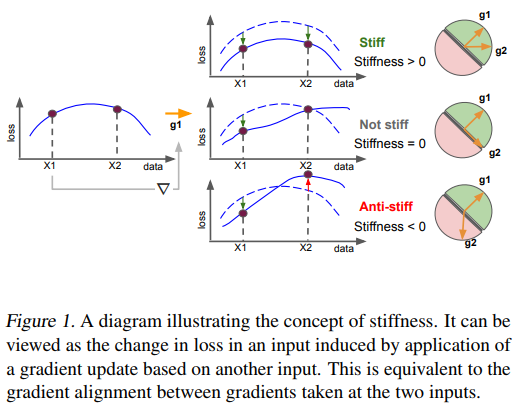 loss
X1
X2
data
g1
∇
loss
X1
X2
data
Stiff
Stiffness > 0
g1
g2
loss
X1
X2
data
Not stiff
Stiffness = 0
g1
g2
loss
X1
X2
data
Anti-stiff
Stiffness < 0
g1
g2
Figure 1. A diagram illustrating the concept of stiffness. It can be
viewed as the change in loss in an input induced by application of
a gradient update based on another input. This is equivalent to the
gradient alignment between gradients taken at the two inputs.